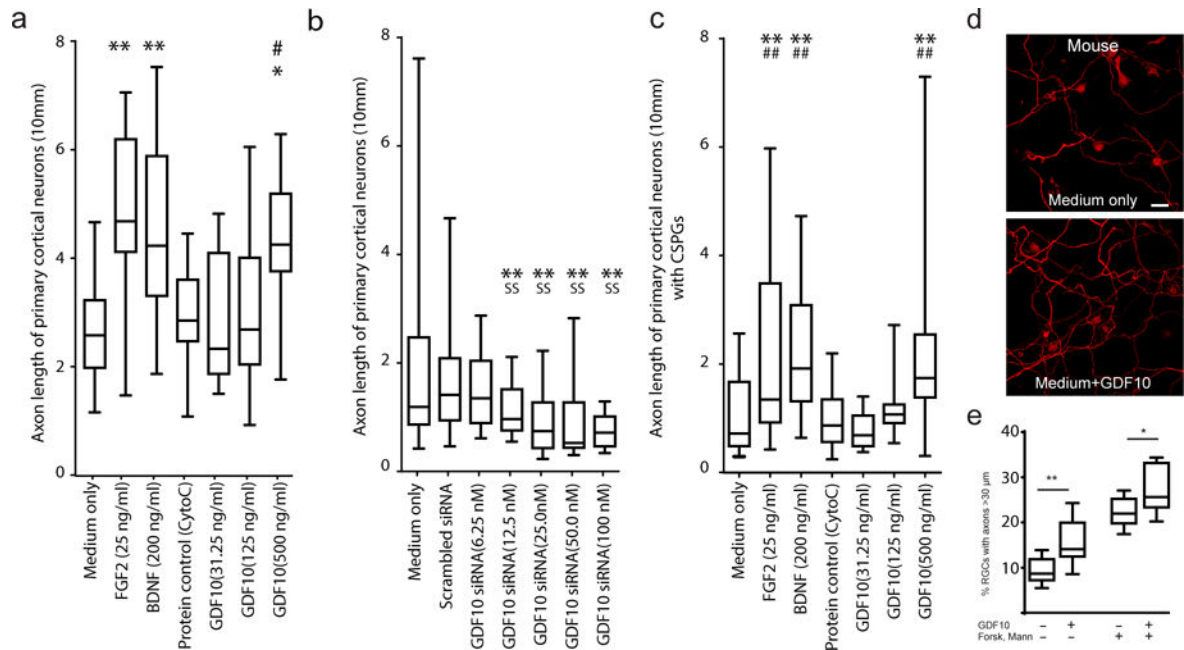 a
Axon length of primary cortical neurons (10mm)
8
6
4
2
0
**
**
#
*
Medium only
FGF2 (25 ng/ml)
BDNF (200 ng/ml)
Protein control (CytoC)
GDF10(31.25 ng/ml)
GDF10(125 ng/ml)
GDF10(500 ng/ml)
b
Axon length of primary cortical neurons (10mm)
8
6
4
2
0
** ** ** **
SS SS SS SS
Medium only
Scrambled siRNA
GDF10 siRNA(6.25 nM)
GDF10 siRNA(12.5 nM)
GDF10 siRNA(25.0nM)
GDF10 siRNA(50.0 nM)
GDF10 siRNA(100 nM)
c
Axon length of primary cortical neurons (10mm)
with CSPGs
8
6
4
2
0
** ** **
## ## ##
Medium only
FGF2 (25 ng/ml)
BDNF (200 ng/ml)
Protein control (CytoC)
GDF10(31.25 ng/ml)
GDF10(125 ng/ml)
GDF10(500 ng/ml)
d
Mouse
Medium only
Medium+GDF10
e
% RGCs with axons >30 µm
40
30
20
10
**
*
GDF10 – + – +
Forsk, Mann – – + +